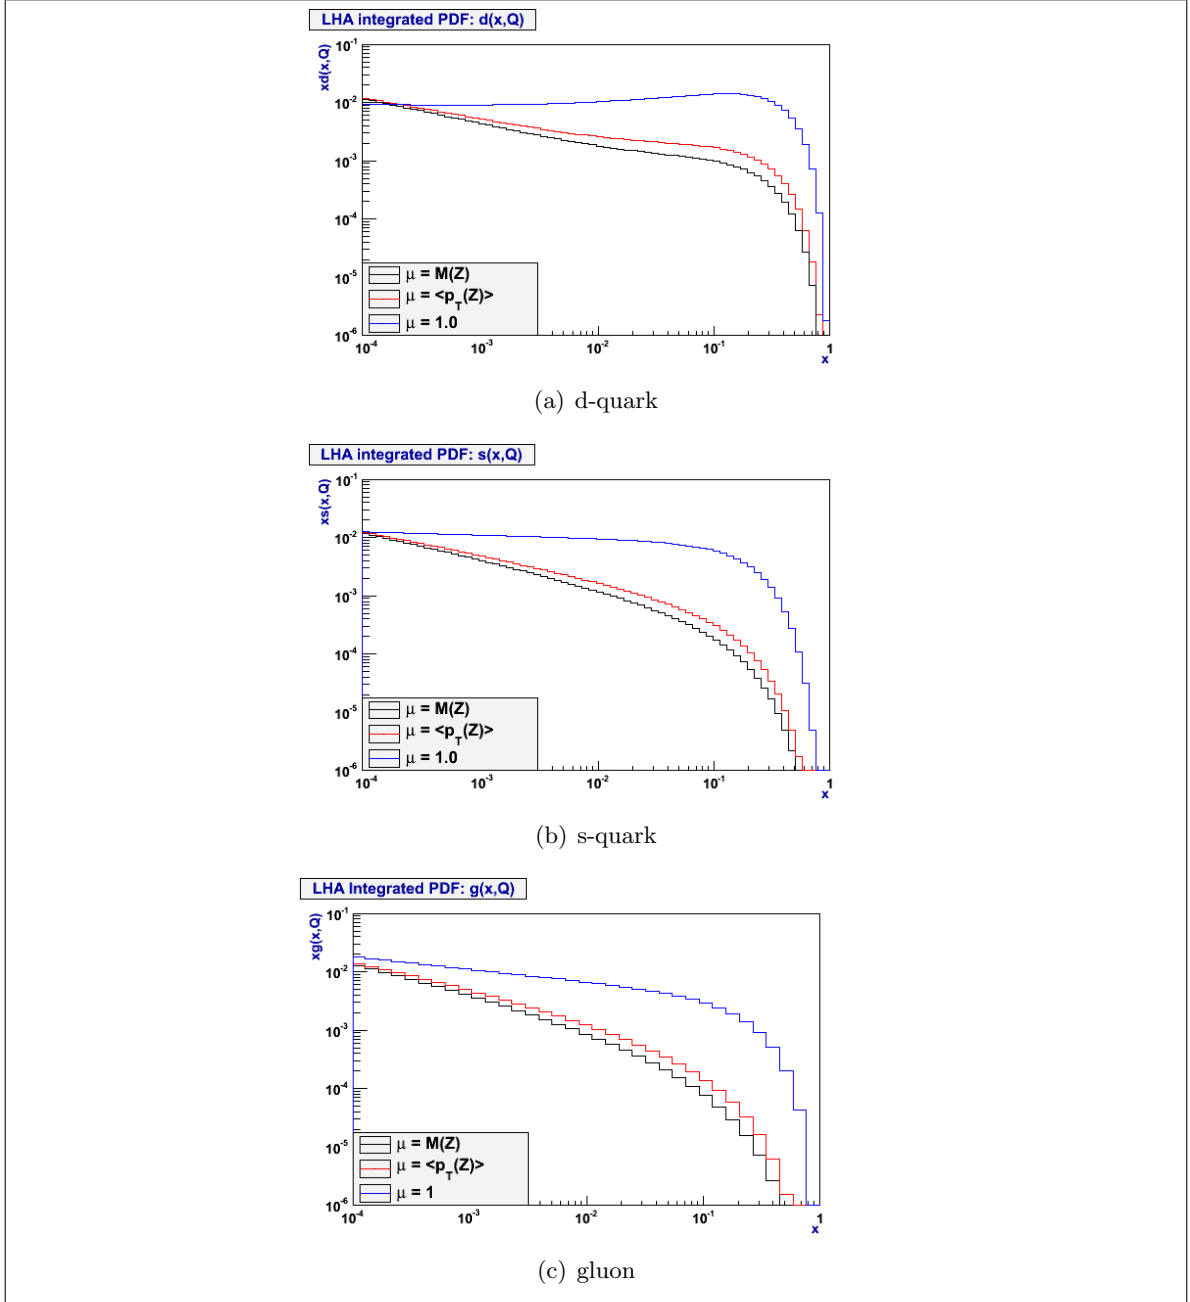 LHA integrated PDF: d(x,Q)
xd(x,Q)
10^-1
10^-2
10^-3
10^-4
10^-5
10^-6
μ = M(Z)
μ = <p_T(Z)>
μ = 1.0
10^-4 10^-3 10^-2 10^-1 1
x
(a) d-quark
LHA integrated PDF: s(x,Q)
xs(x,Q)
10^-1
10^-2
10^-3
10^-4
10^-5
10^-6
μ = M(Z)
μ = <p_T(Z)>
μ = 1.0
10^-4 10^-3 10^-2 10^-1 1
x
(b) s-quark
LHA Integrated PDF: g(x,Q)
xg(x,Q)
10^-1
10^-2
10^-3
10^-4
10^-5
10^-6
μ = M(Z)
μ = <p_T(Z)>
μ = 1
10^-4 10^-3 10^-2 10^-1 1
x
(c) gluon